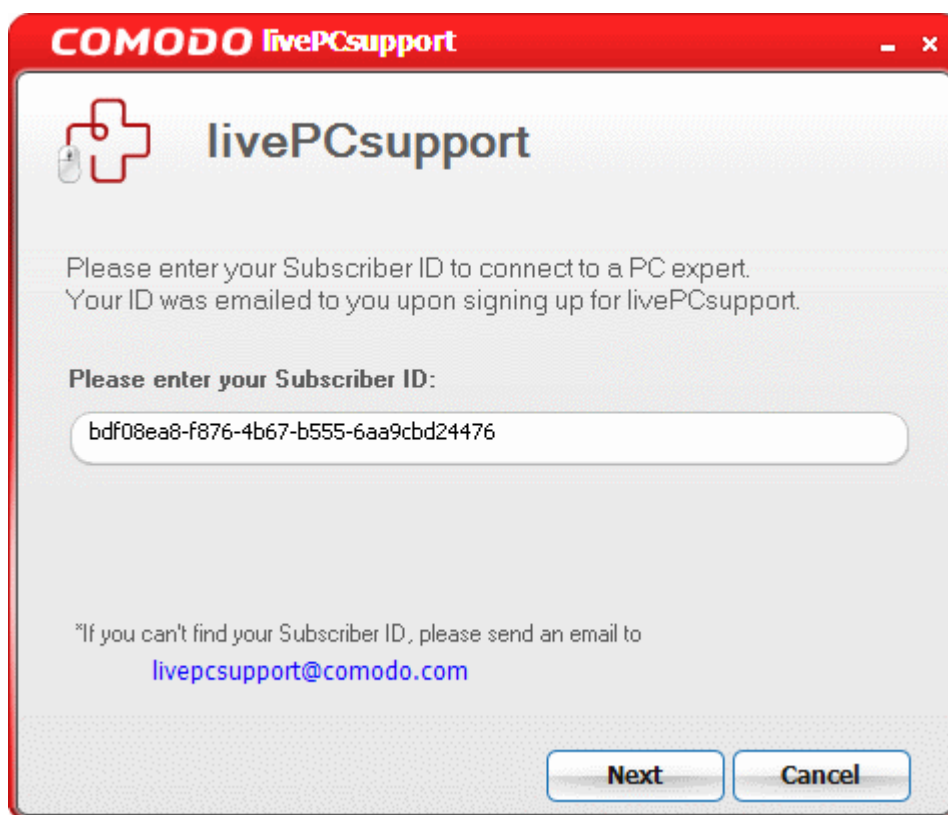 COMODO livePCsupport
livePCsupport
Please enter your Subscriber ID to connect to a PC expert.
Your ID was emailed to you upon signing up for livePCsupport.
Please enter your Subscriber ID:
bdf08ea8-f876-4b67-b555-6aa9cbd24476
*If you can't find your Subscriber ID, please send an email to
livepcsupport@comodo.com
Next Cancel